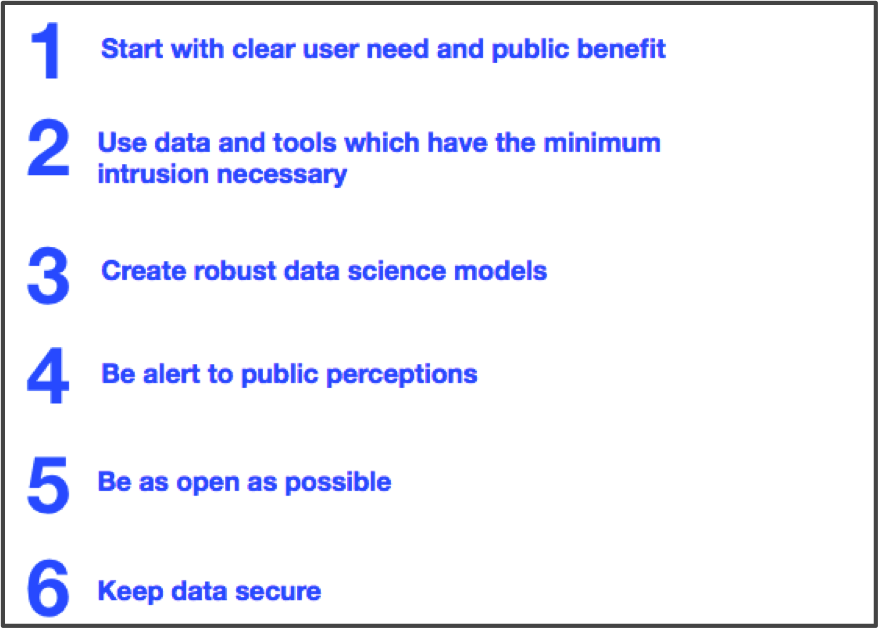 1 Start with clear user need and public benefit
2 Use data and tools which have the minimum
intrusion necessary
3 Create robust data science models
4 Be alert to public perceptions
5 Be as open as possible
6 Keep data secure